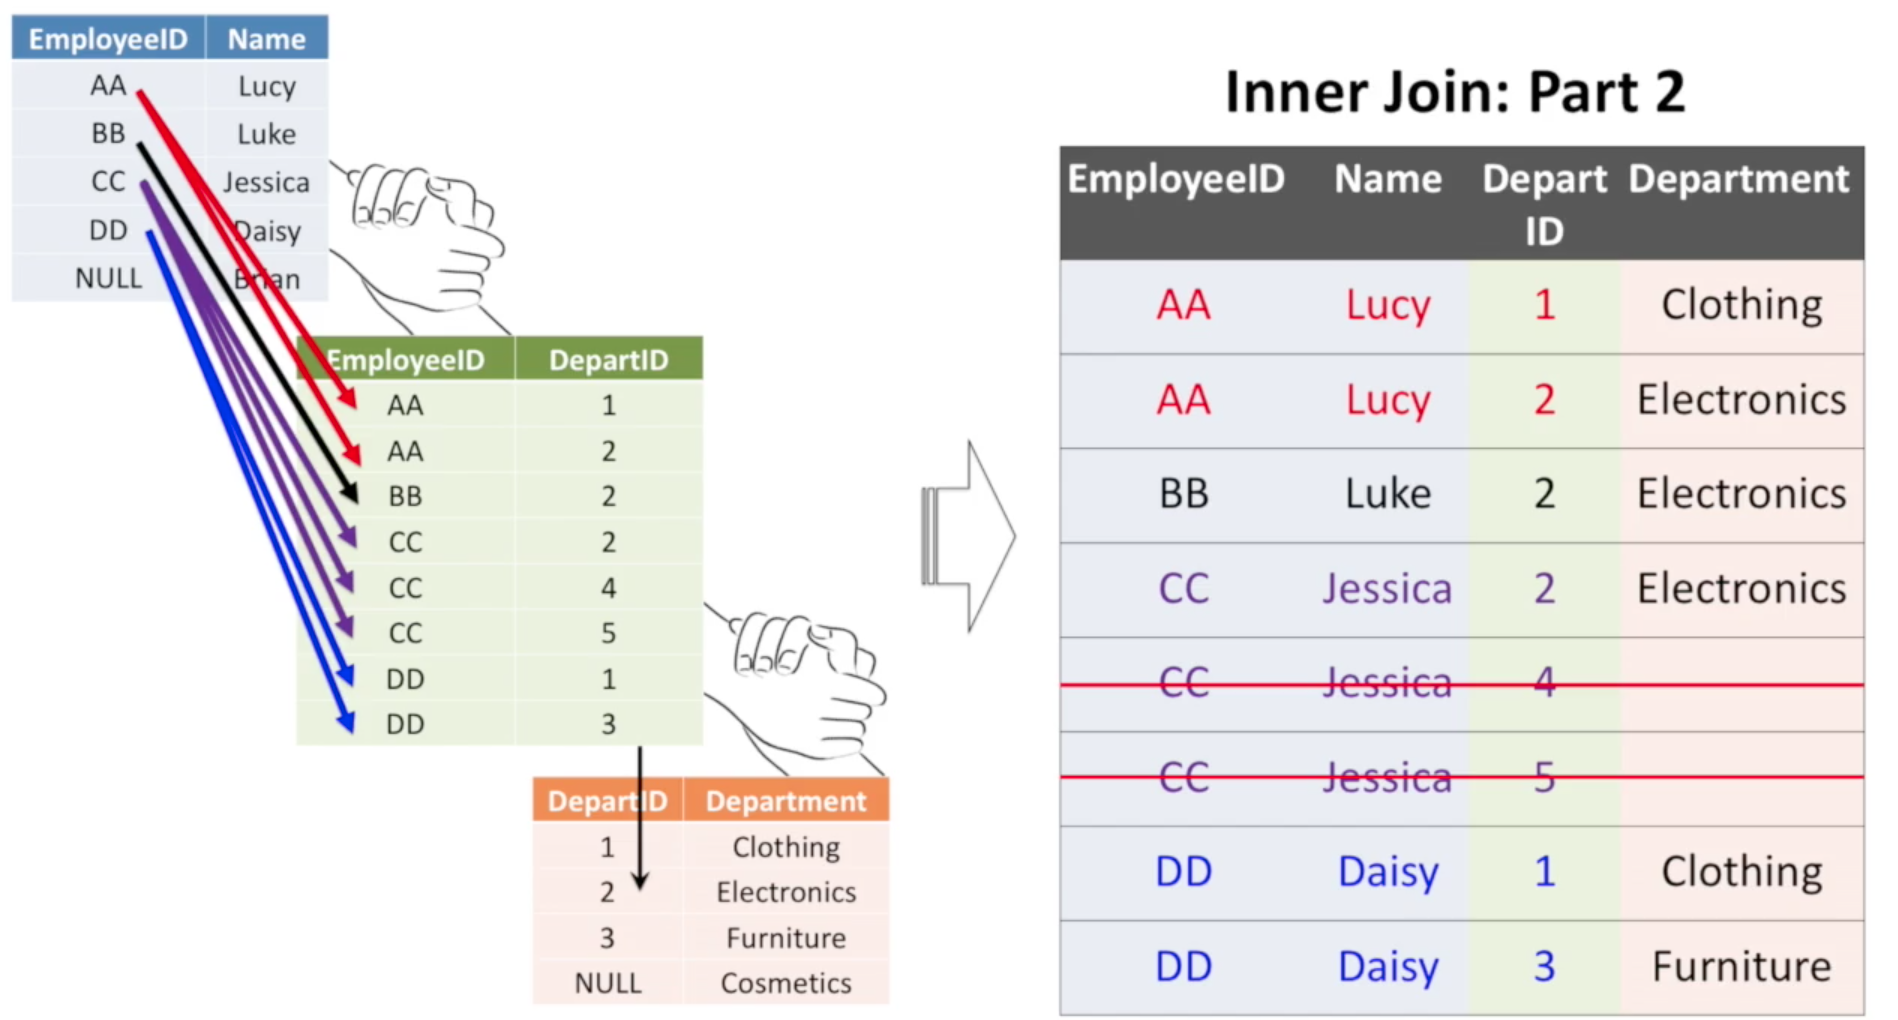 EmployeeID Name
AA Lucy
BB Luke
CC Jessica
DD Daisy
NULL Brian
EmployeeID DepartID
AA 1
AA 2
BB 2
CC 2
CC 4
CC 5
DD 1
DD 3
DepartID Department
1 Clothing
2 Electronics
3 Furniture
NULL Cosmetics
Inner Join: Part 2
EmployeeID Name Depart Department
ID
AA Lucy 1 Clothing
AA Lucy 2 Electronics
BB Luke 2 Electronics
CC Jessica 2 Electronics
CC Jessica 4
CC Jessica 5
DD Daisy 1 Clothing
DD Daisy 3 Furniture